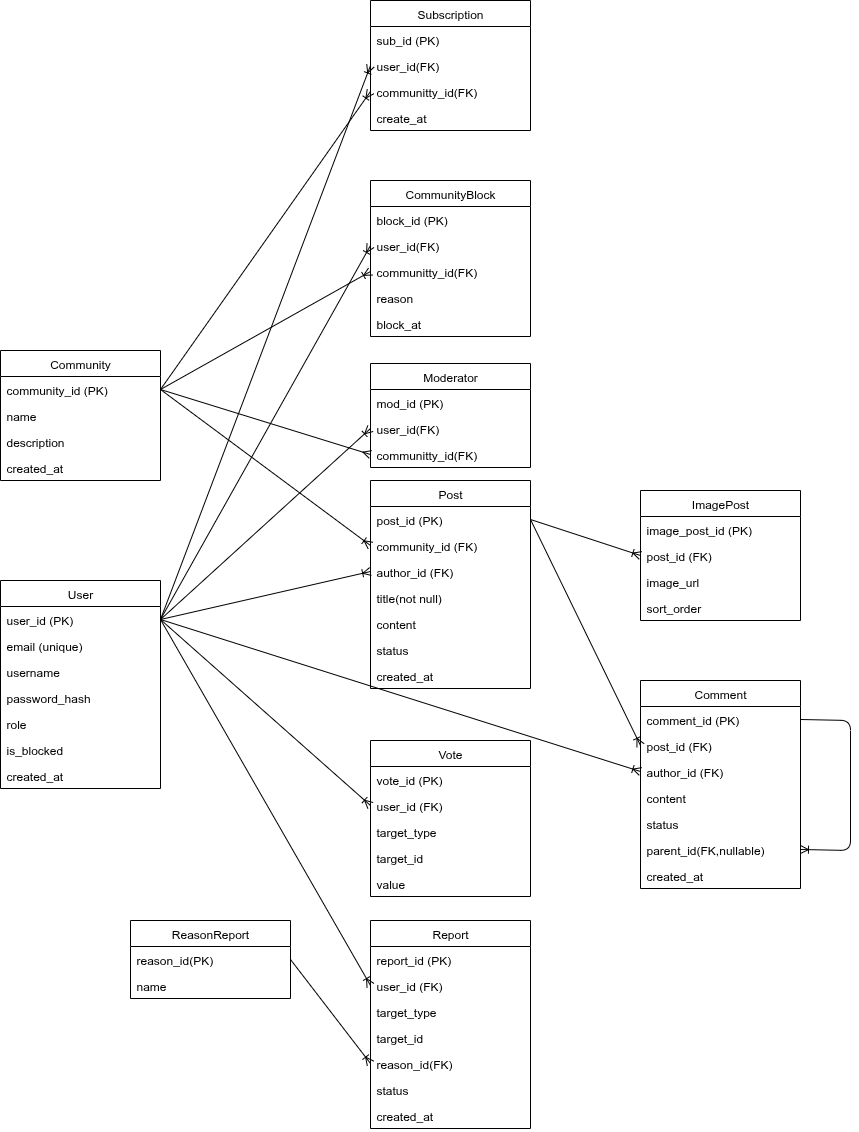 Subscription
sub_id (PK)
user_id(FK)
communitty_id(FK)
create_at
CommunityBlock
block_id (PK)
user_id(FK)
communitty_id(FK)
reason
block_at
Community
community_id (PK)
name
description
created_at
Moderator
mod_id (PK)
user_id(FK)
communitty_id(FK)
Post
post_id (PK)
community_id (FK)
author_id (FK)
title(not null)
content
status
created_at
ImagePost
image_post_id (PK)
post_id (FK)
image_url
sort_order
User
user_id (PK)
email (unique)
username
password_hash
role
is_blocked
created_at
Comment
comment_id (PK)
post_id (FK)
author_id (FK)
content
status
parent_id(FK,nullable)
created_at
Vote
vote_id (PK)
user_id (FK)
target_type
target_id
value
ReasonReport
reason_id(PK)
name
Report
report_id (PK)
user_id (FK)
target_type
target_id
reason_id(FK)
status
created_at